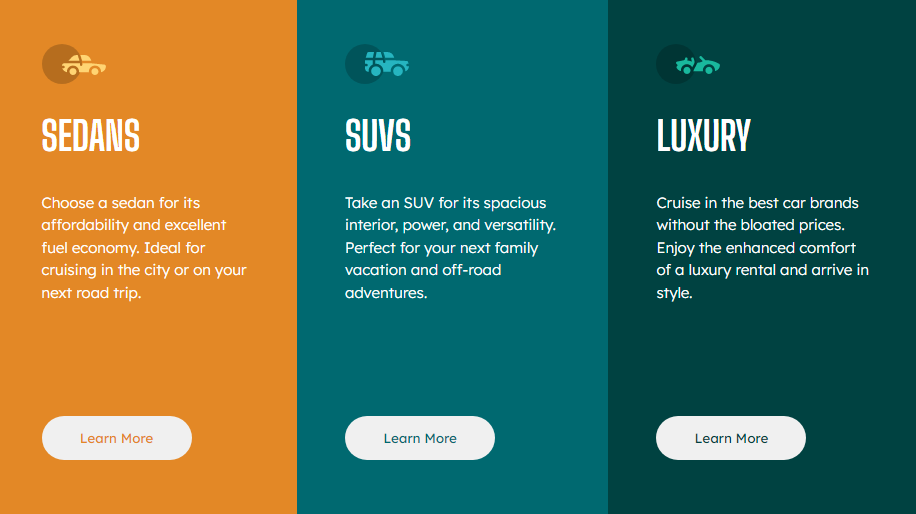 SEDANS
Choose a sedan for its
affordability and excellent
fuel economy. Ideal for
cruising in the city or on your
next road trip.
Learn More
SUVS
Take an SUV for its spacious
interior, power, and versatility.
Perfect for your next family
vacation and off-road
adventures.
Learn More
LUXURY
Cruise in the best car brands
without the bloated prices.
Enjoy the enhanced comfort
of a luxury rental and arrive in
style.
Learn More